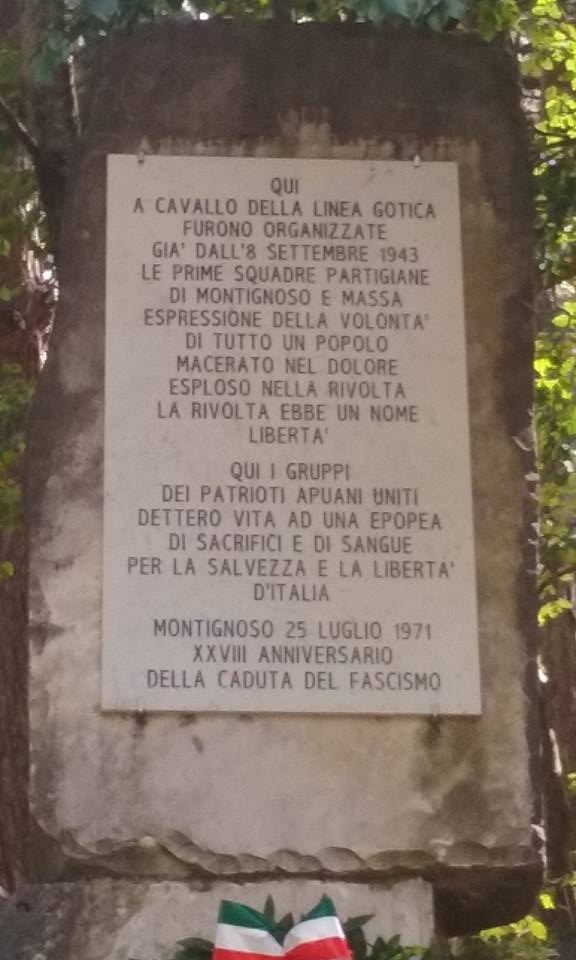 QUI
A CAVALLO DELLA LINEA GOTICA
FURONO ORGANIZZATE
GIA' DALL'8 SETTEMBRE 1943
LE PRIME SQUADRE PARTIGIANE
DI MONTIGNOSO E MASSA
ESPRESSIONE DELLA VOLONTA'
DI TUTTO UN POPOLO
MACERATO NEL DOLORE
ESPLOSO NELLA RIVOLTA
LA RIVOLTA EBBE UN NOME
LIBERTA'
QUI I GRUPPI
DEI PATRIOTI APUANI UNITI
DETTERO VITA AD UNA EPOPEA
DI SACRIFICI E DI SANGUE
PER LA SALVEZZA E LA LIBERTA'
D'ITALIA
MONTIGNOSO 25 LUGLIO 1971
XXVIII ANNIVERSARIO
DELLA CADUTA DEL FASCISMO